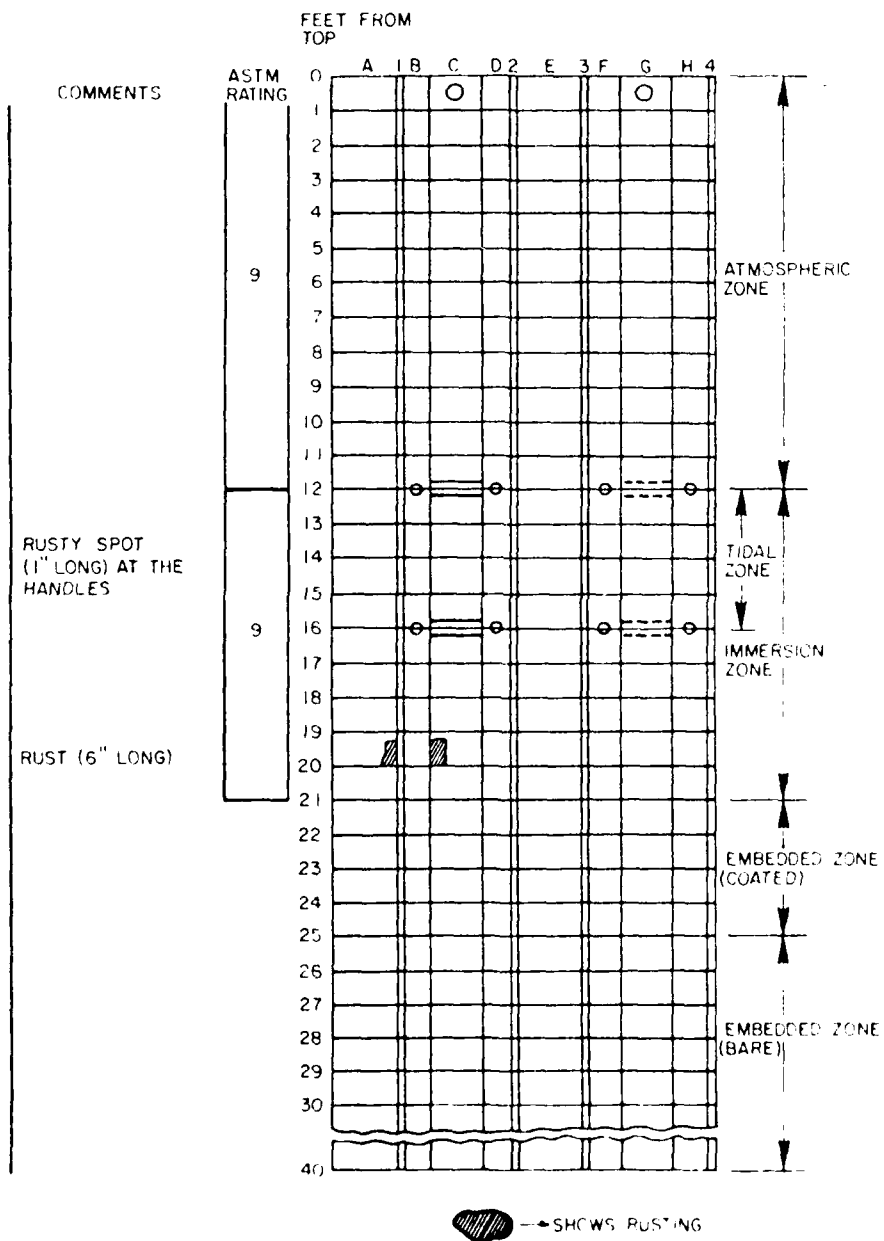 FEET FROM
TOP
COMMENTS
ASTM
RATING
A 1 B C D 2 E 3 F G H 4
0
1
2
3
4
5
9
6
ATMOSPHERIC
ZONE
7
8
9
10
11
12
13
RUSTY SPOT
(1" LONG) AT THE
HANDLES
14
TIDAL
ZONE
15
9
16
IMMERSION
ZONE
17
18
19
RUST (6" LONG)
20
21
22
23
EMBEDDED ZONE
(COATED)
24
25
26
27
28
EMBEDDED ZONE
(BARE)
29
30
40
SHOWS RUSTING